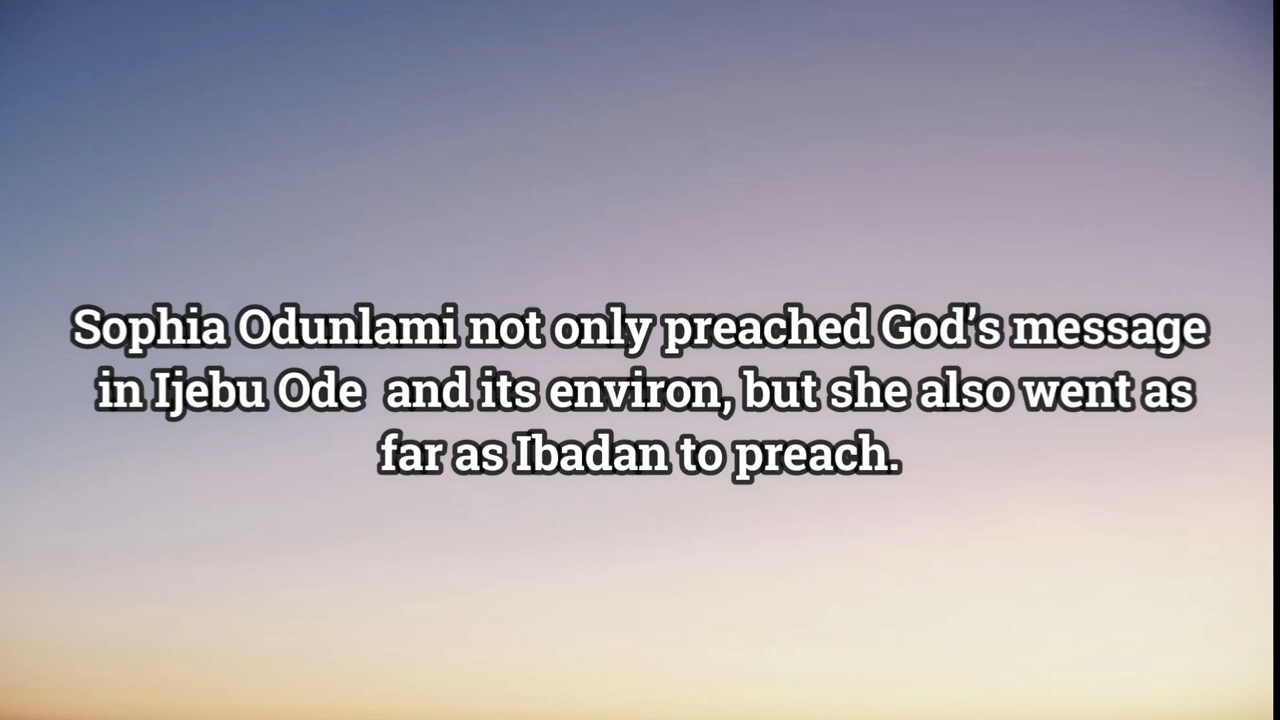 Sophia Odunlami not only preached God’s message
in Ijebu Ode  and its environ, but she also went as
far as Ibadan to preach.